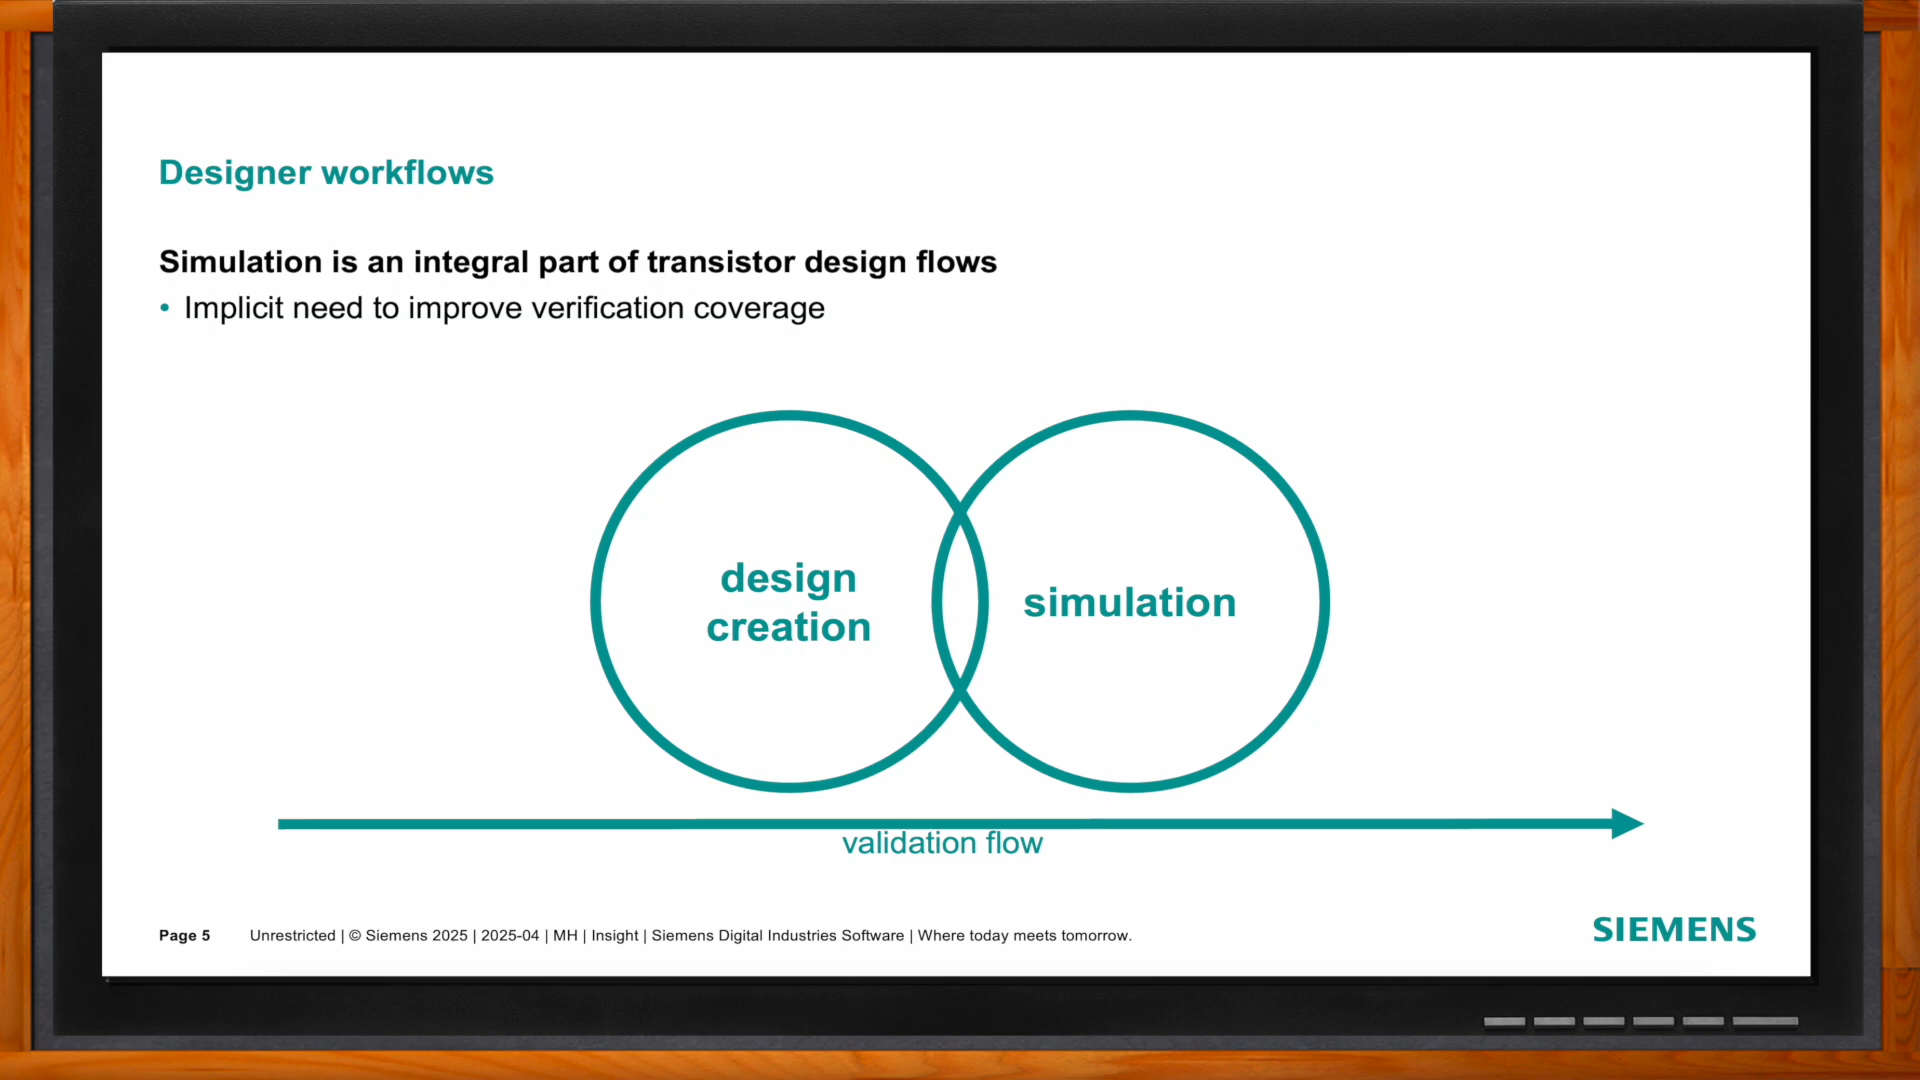 Designer workflows
Simulation is an integral part of transistor design flows
• Implicit need to improve verification coverage
design
creation
simulation
validation flow
Page 5 Unrestricted | © Siemens 2025 | 2025-04 | MH | Insight | Siemens Digital Industries Software | Where today meets tomorrow.
SIEMENS